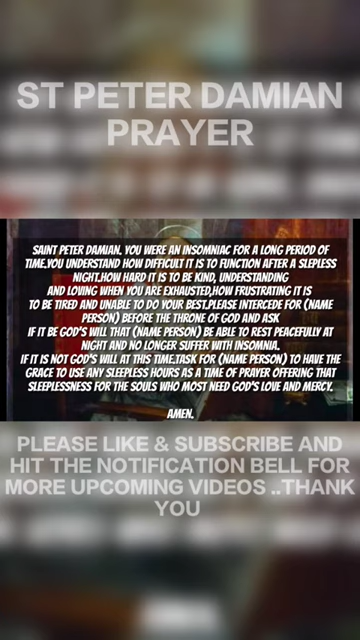 ST PETER DAMIAN
PRAYER
SAINT PETER DAMIAN. YOU WERE AN INSOMNIAC FOR A LONG PERIOD OF
TIME,YOU UNDERSTAND HOW DIFFICULT IT IS TO FUNCTION AFTER A SLEPLESS
NIGHT.HOW HARD IT IS TO BE KIND, UNDERSTANDING
AND LOVING WHEN YOU ARE EXHAUSTED,HOW FRUSTRATING IT IS
TO BE TIRED AND UNABLE TO DO YOUR BEST.PLEASE INTERCEDE FOR (NAME
PERSON) BEFORE THE THRONE OF GOD AND ASK
IF IT BE GOD'S WILL THAT (NAME PERSON) BE ABLE TO REST PEACEFULLY AT
NIGHT AND NO LONGER SUFFER WITH INSOMNIA.
IF IT IS NOT GOD'S WILL AT THIS TIME,TASK FOR (NAME PERSON) TO HAVE THE
GRACE TO USE ANY SLEEPLESS HOURS AS A TIME OF PRAYER OFFERING THAT
SLEEPLESSNESS FOR THE SOULS WHO MOST NEED GOD'S LOVE AND MERCY.
AMEN.
PLEASE LIKE & SUBSCRIBE AND
HIT THE NOTIFICATION BELL FOR
MORE UPCOMING VIDEOS ..THANK
YOU